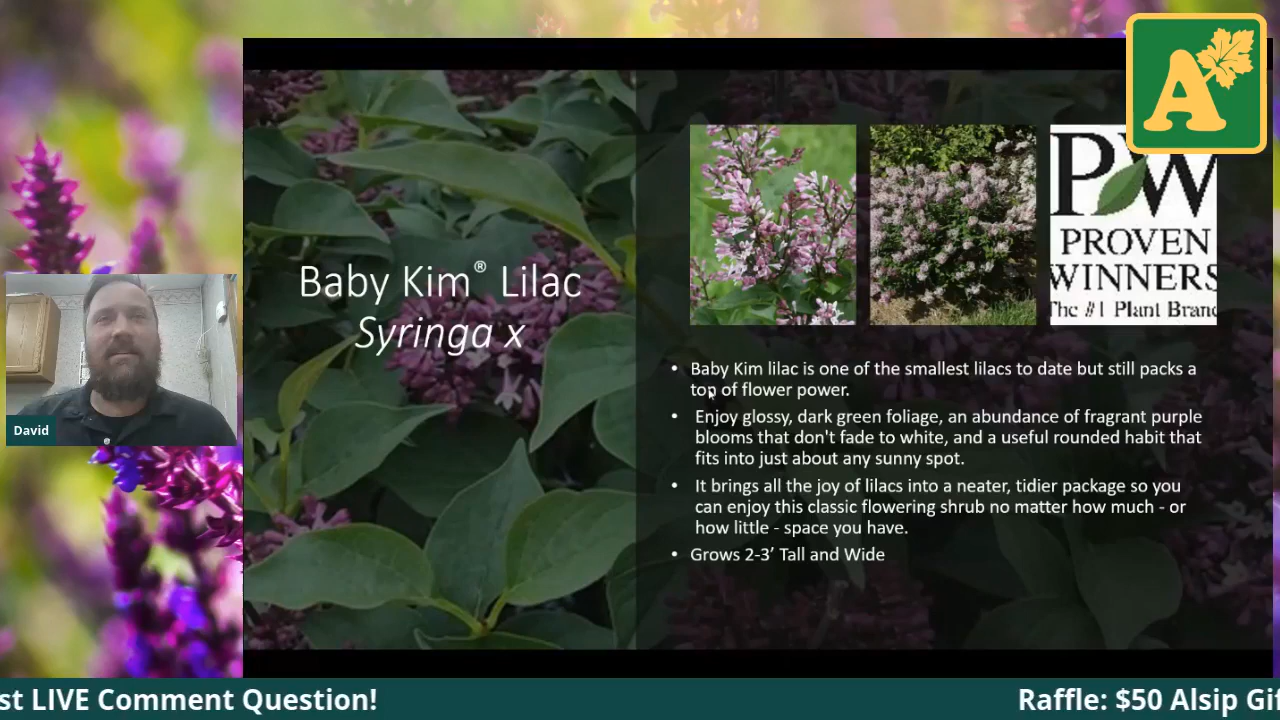 A
Baby Kim® Lilac
Syringa x
PW
PROVEN
WINNERS
The #1 Plant Brand
• Baby Kim lilac is one of the smallest lilacs to date but still packs a
top of flower power.
• Enjoy glossy, dark green foliage, an abundance of fragrant purple
blooms that don't fade to white, and a useful rounded habit that
fits into just about any sunny spot.
• It brings all the joy of lilacs into a neater, tidier package so you
can enjoy this classic flowering shrub no matter how much - or
how little - space you have.
• Grows 2-3’ Tall and Wide
David
st LIVE Comment Question!
Raffle: $50 Alsip Gif